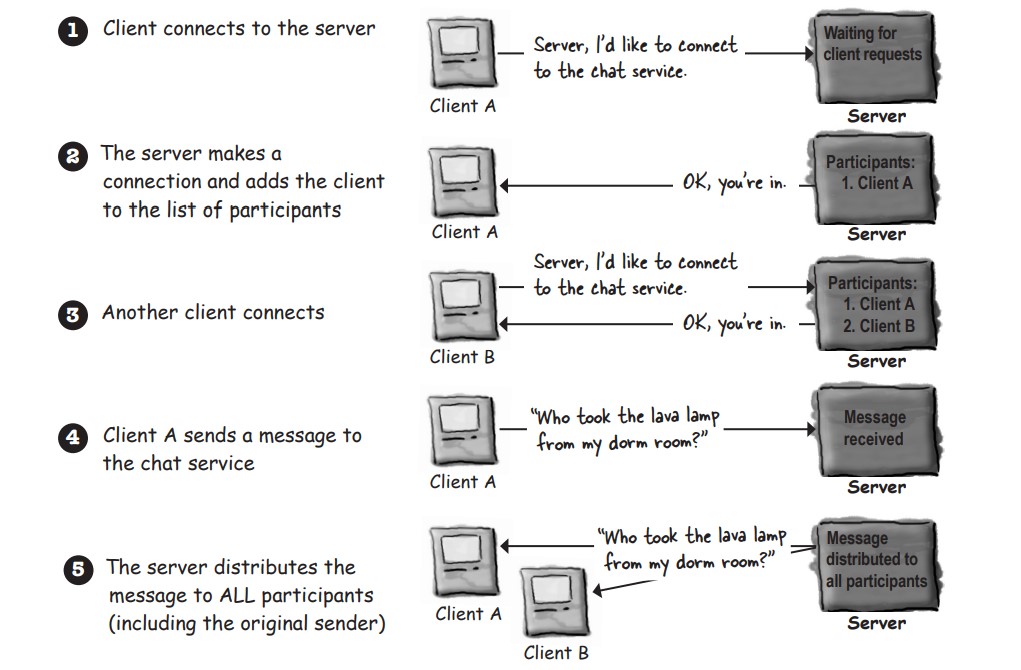 1 Client connects to the server
Server, I'd like to connect
to the chat service.
Waiting for
client requests
Client A
Server
2 The server makes a
connection and adds the client
to the list of participants
OK, you're in.
Participants:
1. Client A
Client A
Server
3 Another client connects
Server, I'd like to connect
to the chat service.
OK, you're in.
Participants:
1. Client A
2. Client B
Client B
Server
4 Client A sends a message to
the chat service
"Who took the lava lamp
from my dorm room?"
Message
received
Client A
Server
5 The server distributes the
message to ALL participants
(including the original sender)
"Who took the lava lamp
from my dorm room?"
Message
distributed to
all participants
Client A
Client B
Server